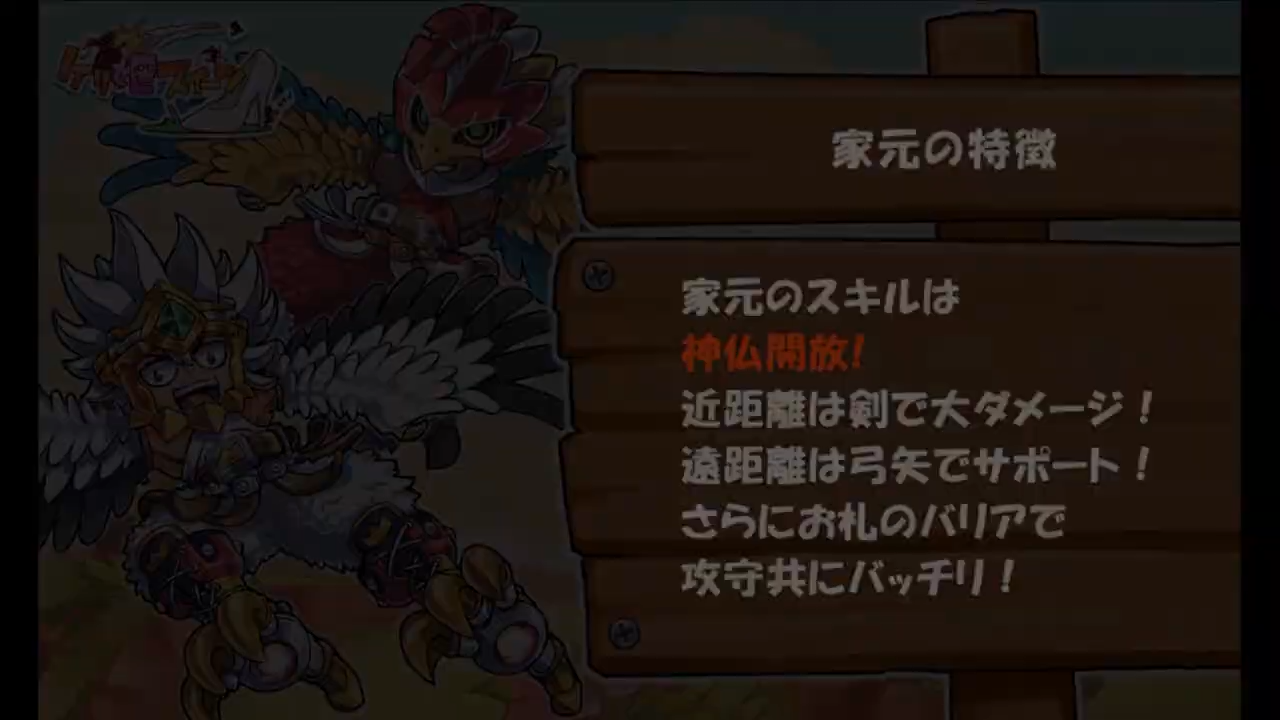 家元の特徴
家元のスキルは
神仏開放!
近距離は剣で大ダメージ！
遠距離は弓矢でサポート！
さらにお札のバリアで
攻守共にバッチリ！